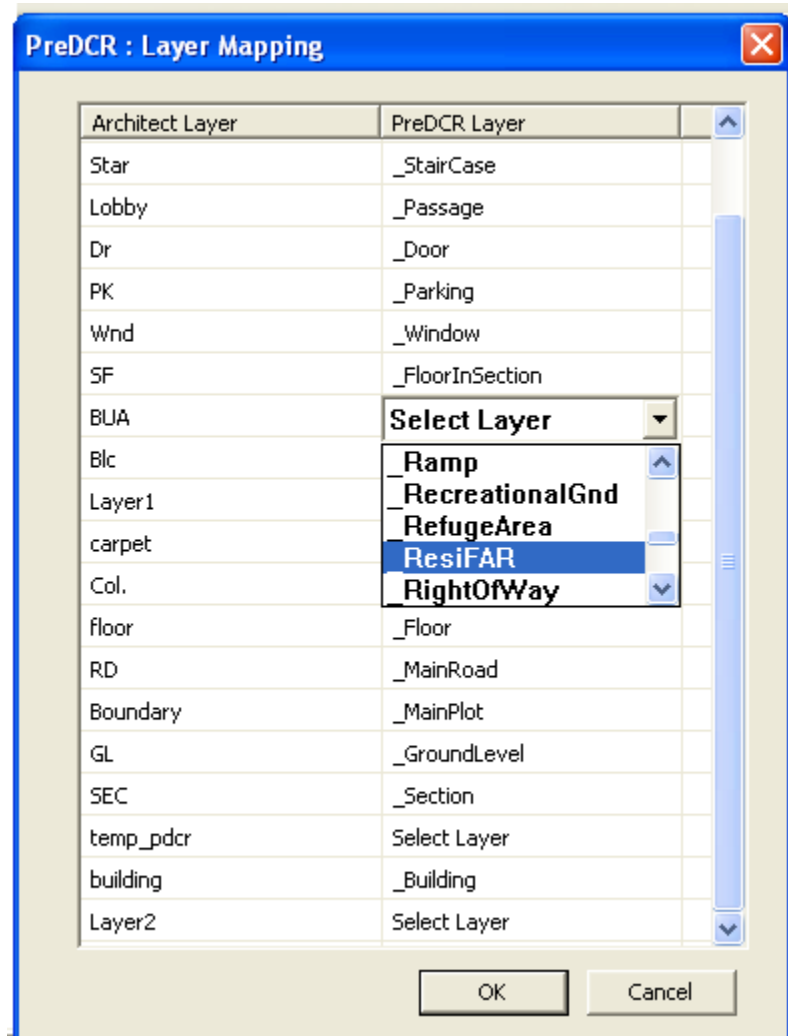 PreDCR : Layer Mapping
Architect Layer PreDCR Layer
Star _StairCase
Lobby _Passage
Dr _Door
PK _Parking
Wnd _Window
SF _FloorInSection
BUA Select Layer
Blc _Ramp
_RecreationalGnd
Layer1 _RefugeArea
carpet _ResiFAR
Col. _RightOfWay
floor _Floor
RD _MainRoad
Boundary _MainPlot
GL _GroundLevel
SEC _Section
temp_pdcr Select Layer
building _Building
Layer2 Select Layer
OK Cancel